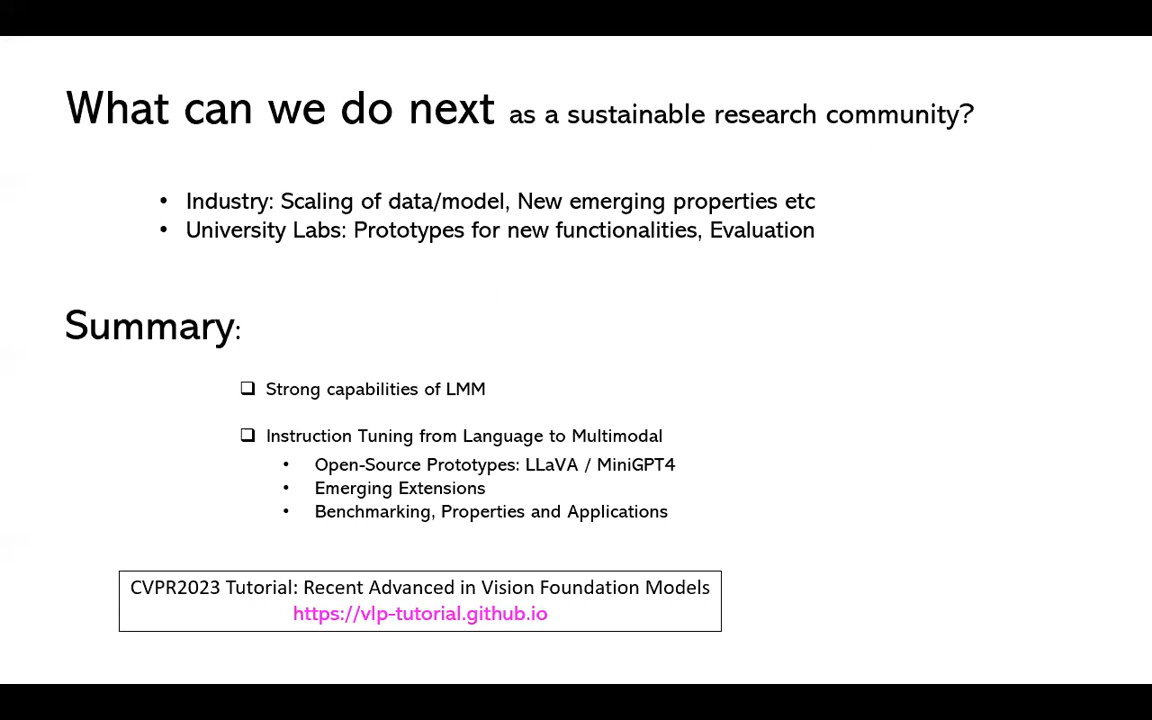 What can we do next as a sustainable research community?
• Industry: Scaling of data/model, New emerging properties etc
• University Labs: Prototypes for new functionalities, Evaluation
Summary:
❑ Strong capabilities of LMM
❑ Instruction Tuning from Language to Multimodal
• Open-Source Prototypes: LLaVA / MiniGPT4
• Emerging Extensions
• Benchmarking, Properties and Applications
CVPR2023 Tutorial: Recent Advanced in Vision Foundation Models
https://vlp-tutorial.github.io